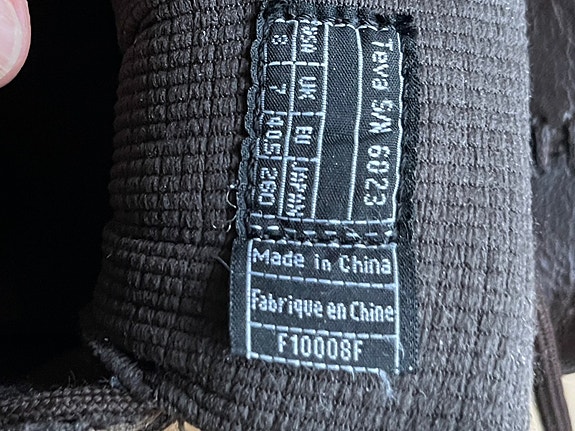 Teva S/N 6023
USA UK EU JAPAN
8 7 40.5 260
Made in China
Fabrique en Chine
F10008F